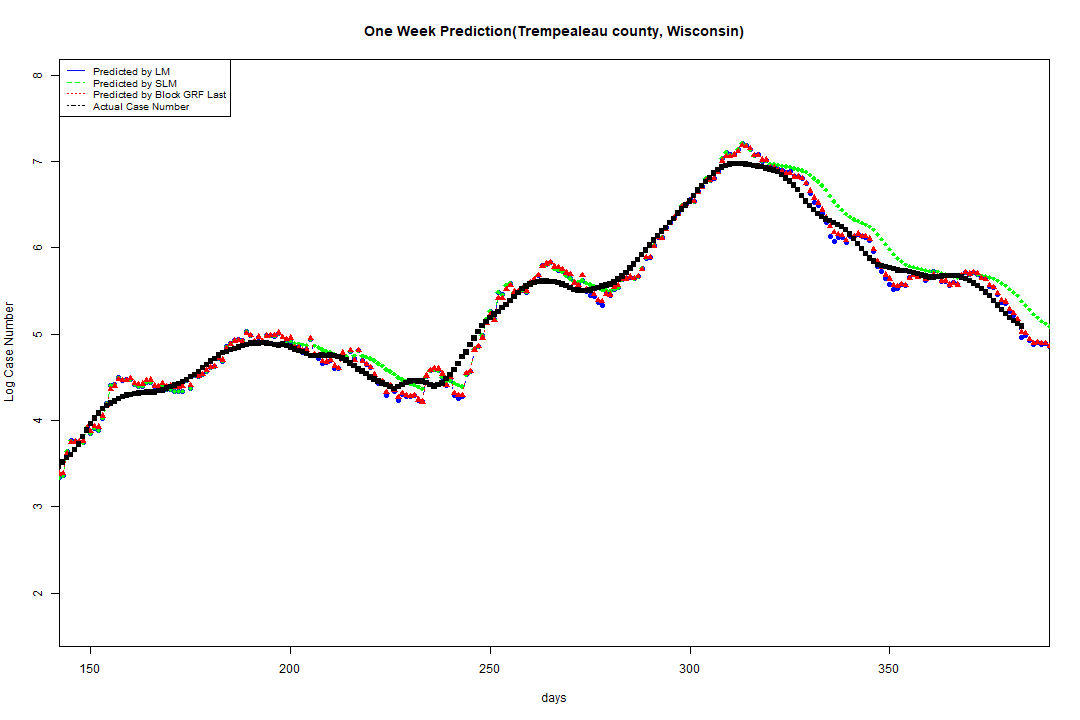 One Week Prediction(Trempealeau county, Wisconsin)
Predicted by LM
Predicted by SLM
Predicted by Block GRF Last
Actual Case Number
8
7
6
5
4
3
2
Log Case Number
150 200 250 300 350
days